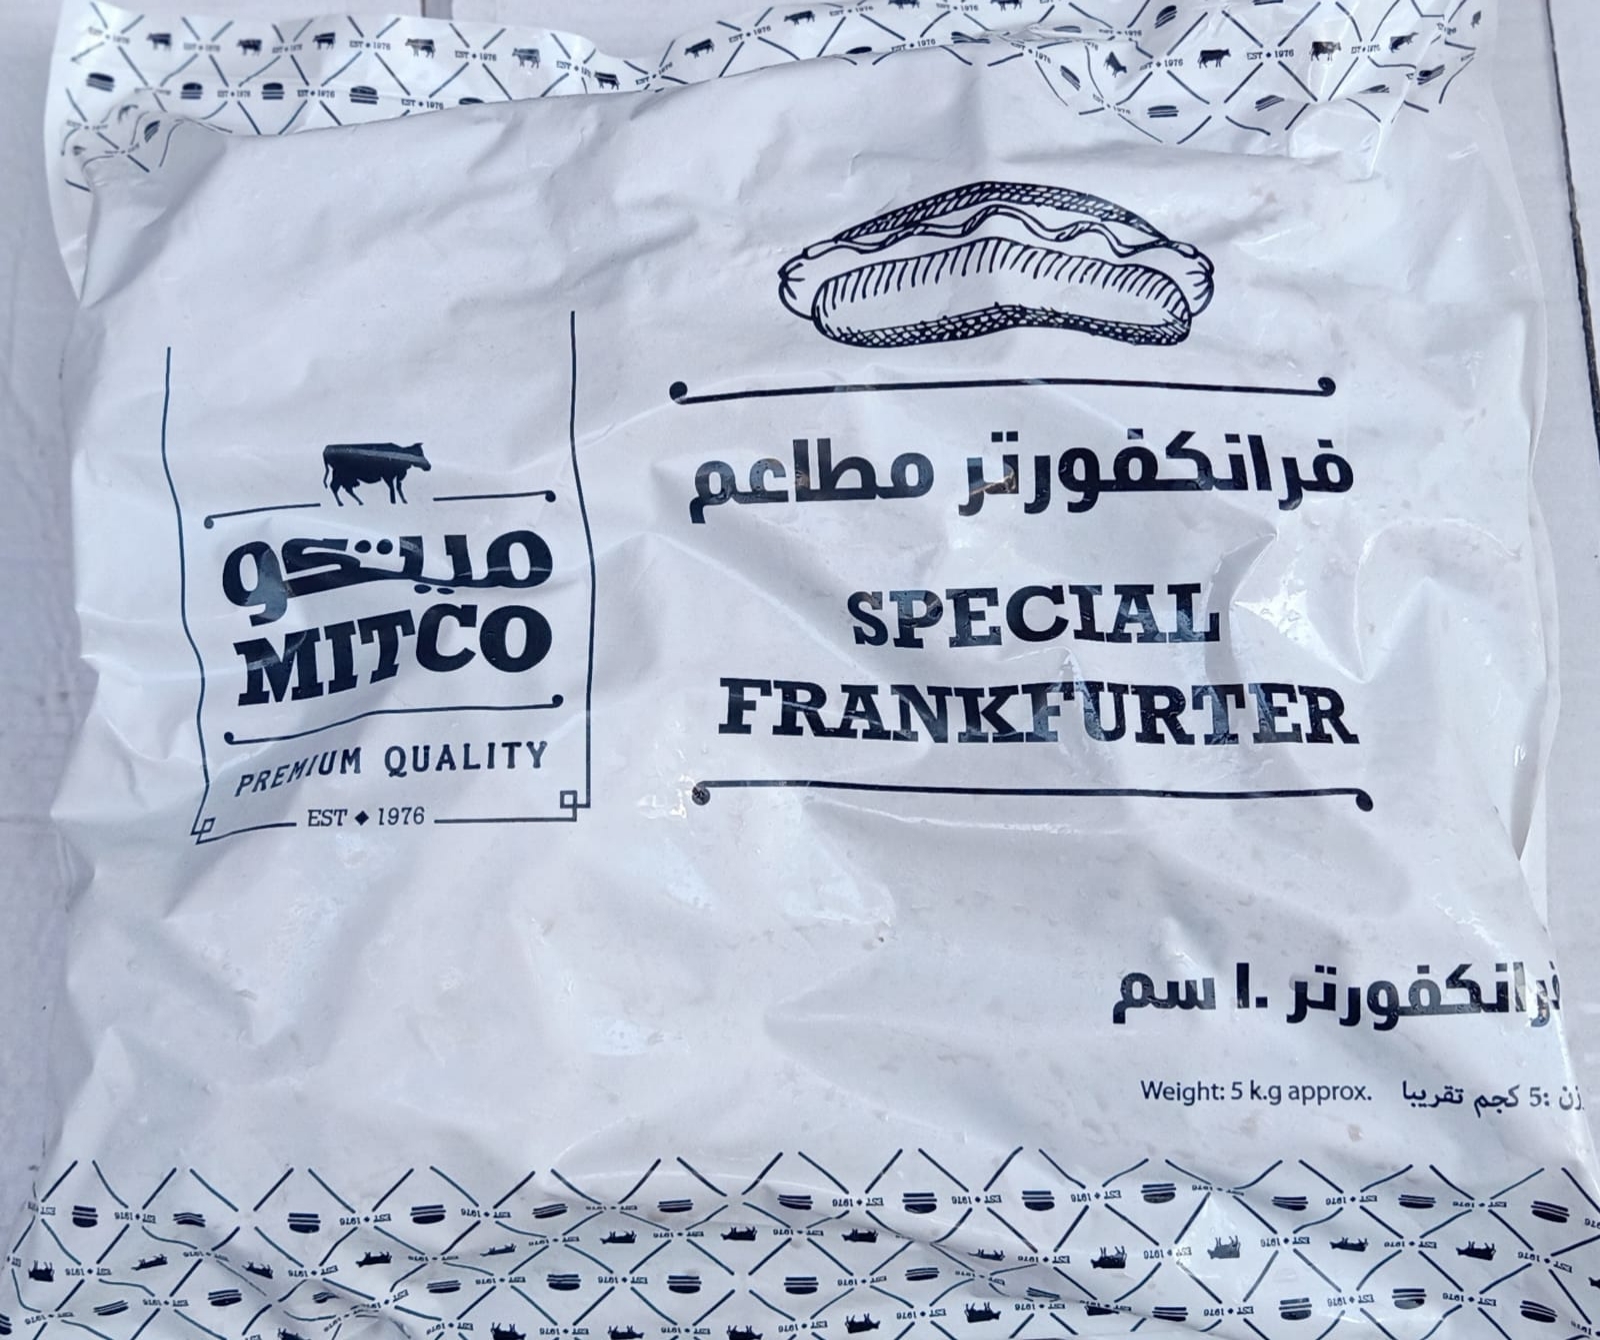 ميتكو
MITCO
PREMIUM QUALITY
EST ◆ 1976
فرانكفورتر مطاعم
SPECIAL
FRANKFURTER
فرانكفورتر ١٠ سم
Weight: 5 k.g approx. زن :5 كجم تقريبا